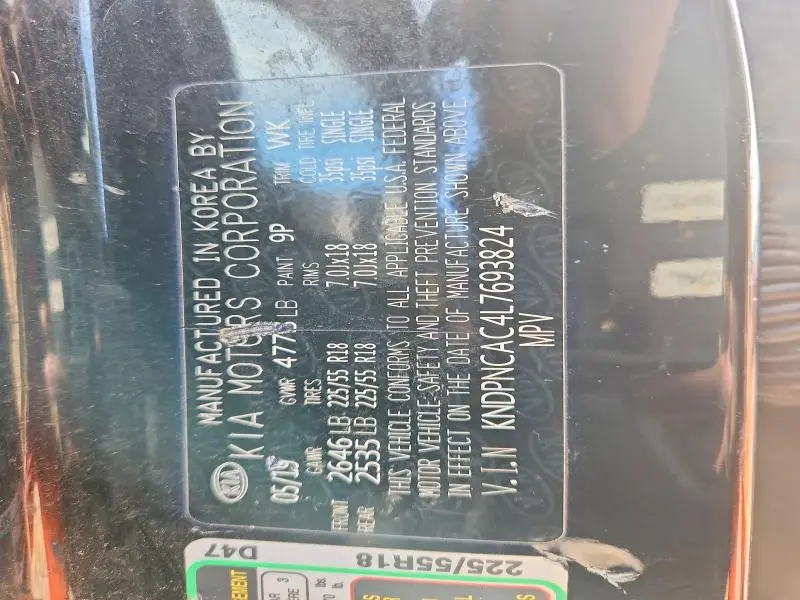 MANUFACTURED IN KOREA BY
KIA KIA MOTORS CORPORATION
05/19 GVWR LB PAINT 9P TRIM WK
GAWR TIRES RIMS COLD TIRE INFL
FRONT 2646 LB 225/55 R18 7.0Jx18 35psi SINGLE
REAR 2535 LB 225/55 R18 7.0Jx18 35psi SINGLE
THIS VEHICLE CONFORMS TO ALL APPLICABLE U.S.A. FEDERAL
MOTOR VEHICLE SAFETY AND THEFT PREVENTION STANDARDS
IN EFFECT ON THE DATE OF MANUFACTURE SHOWN ABOVE
V.I.N KNDPNCAC4L7693824
MPV
D47
225/55R18